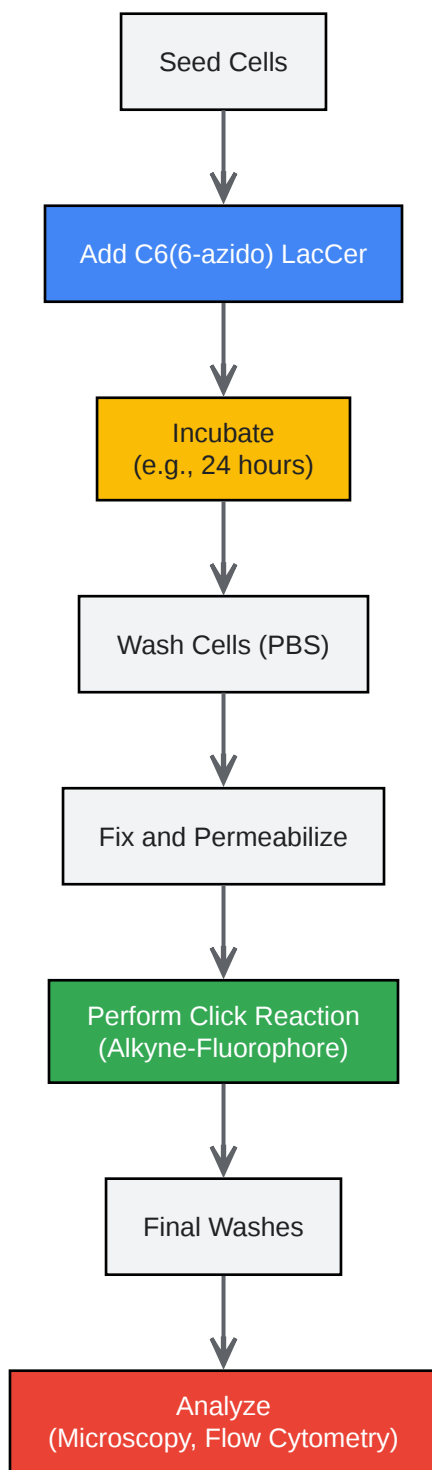 Seed Cells
Add C6(6-azido) LacCer
Incubate
(e.g., 24 hours)
Wash Cells (PBS)
Fix and Permeabilize
Perform Click Reaction
(Alkyne-Fluorophore)
Final Washes
Analyze
(Microscopy, Flow Cytometry)